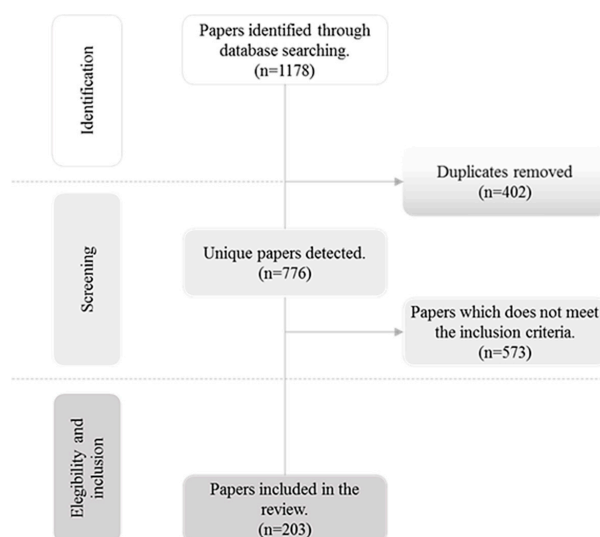 Identification
Papers identified through
database searching.
(n=1178)
Duplicates removed
(n=402)
Screening
Unique papers detected.
(n=776)
Papers which does not meet
the inclusion criteria.
(n=573)
Elegibility and
inclusion
Papers included in the
review.
(n=203)